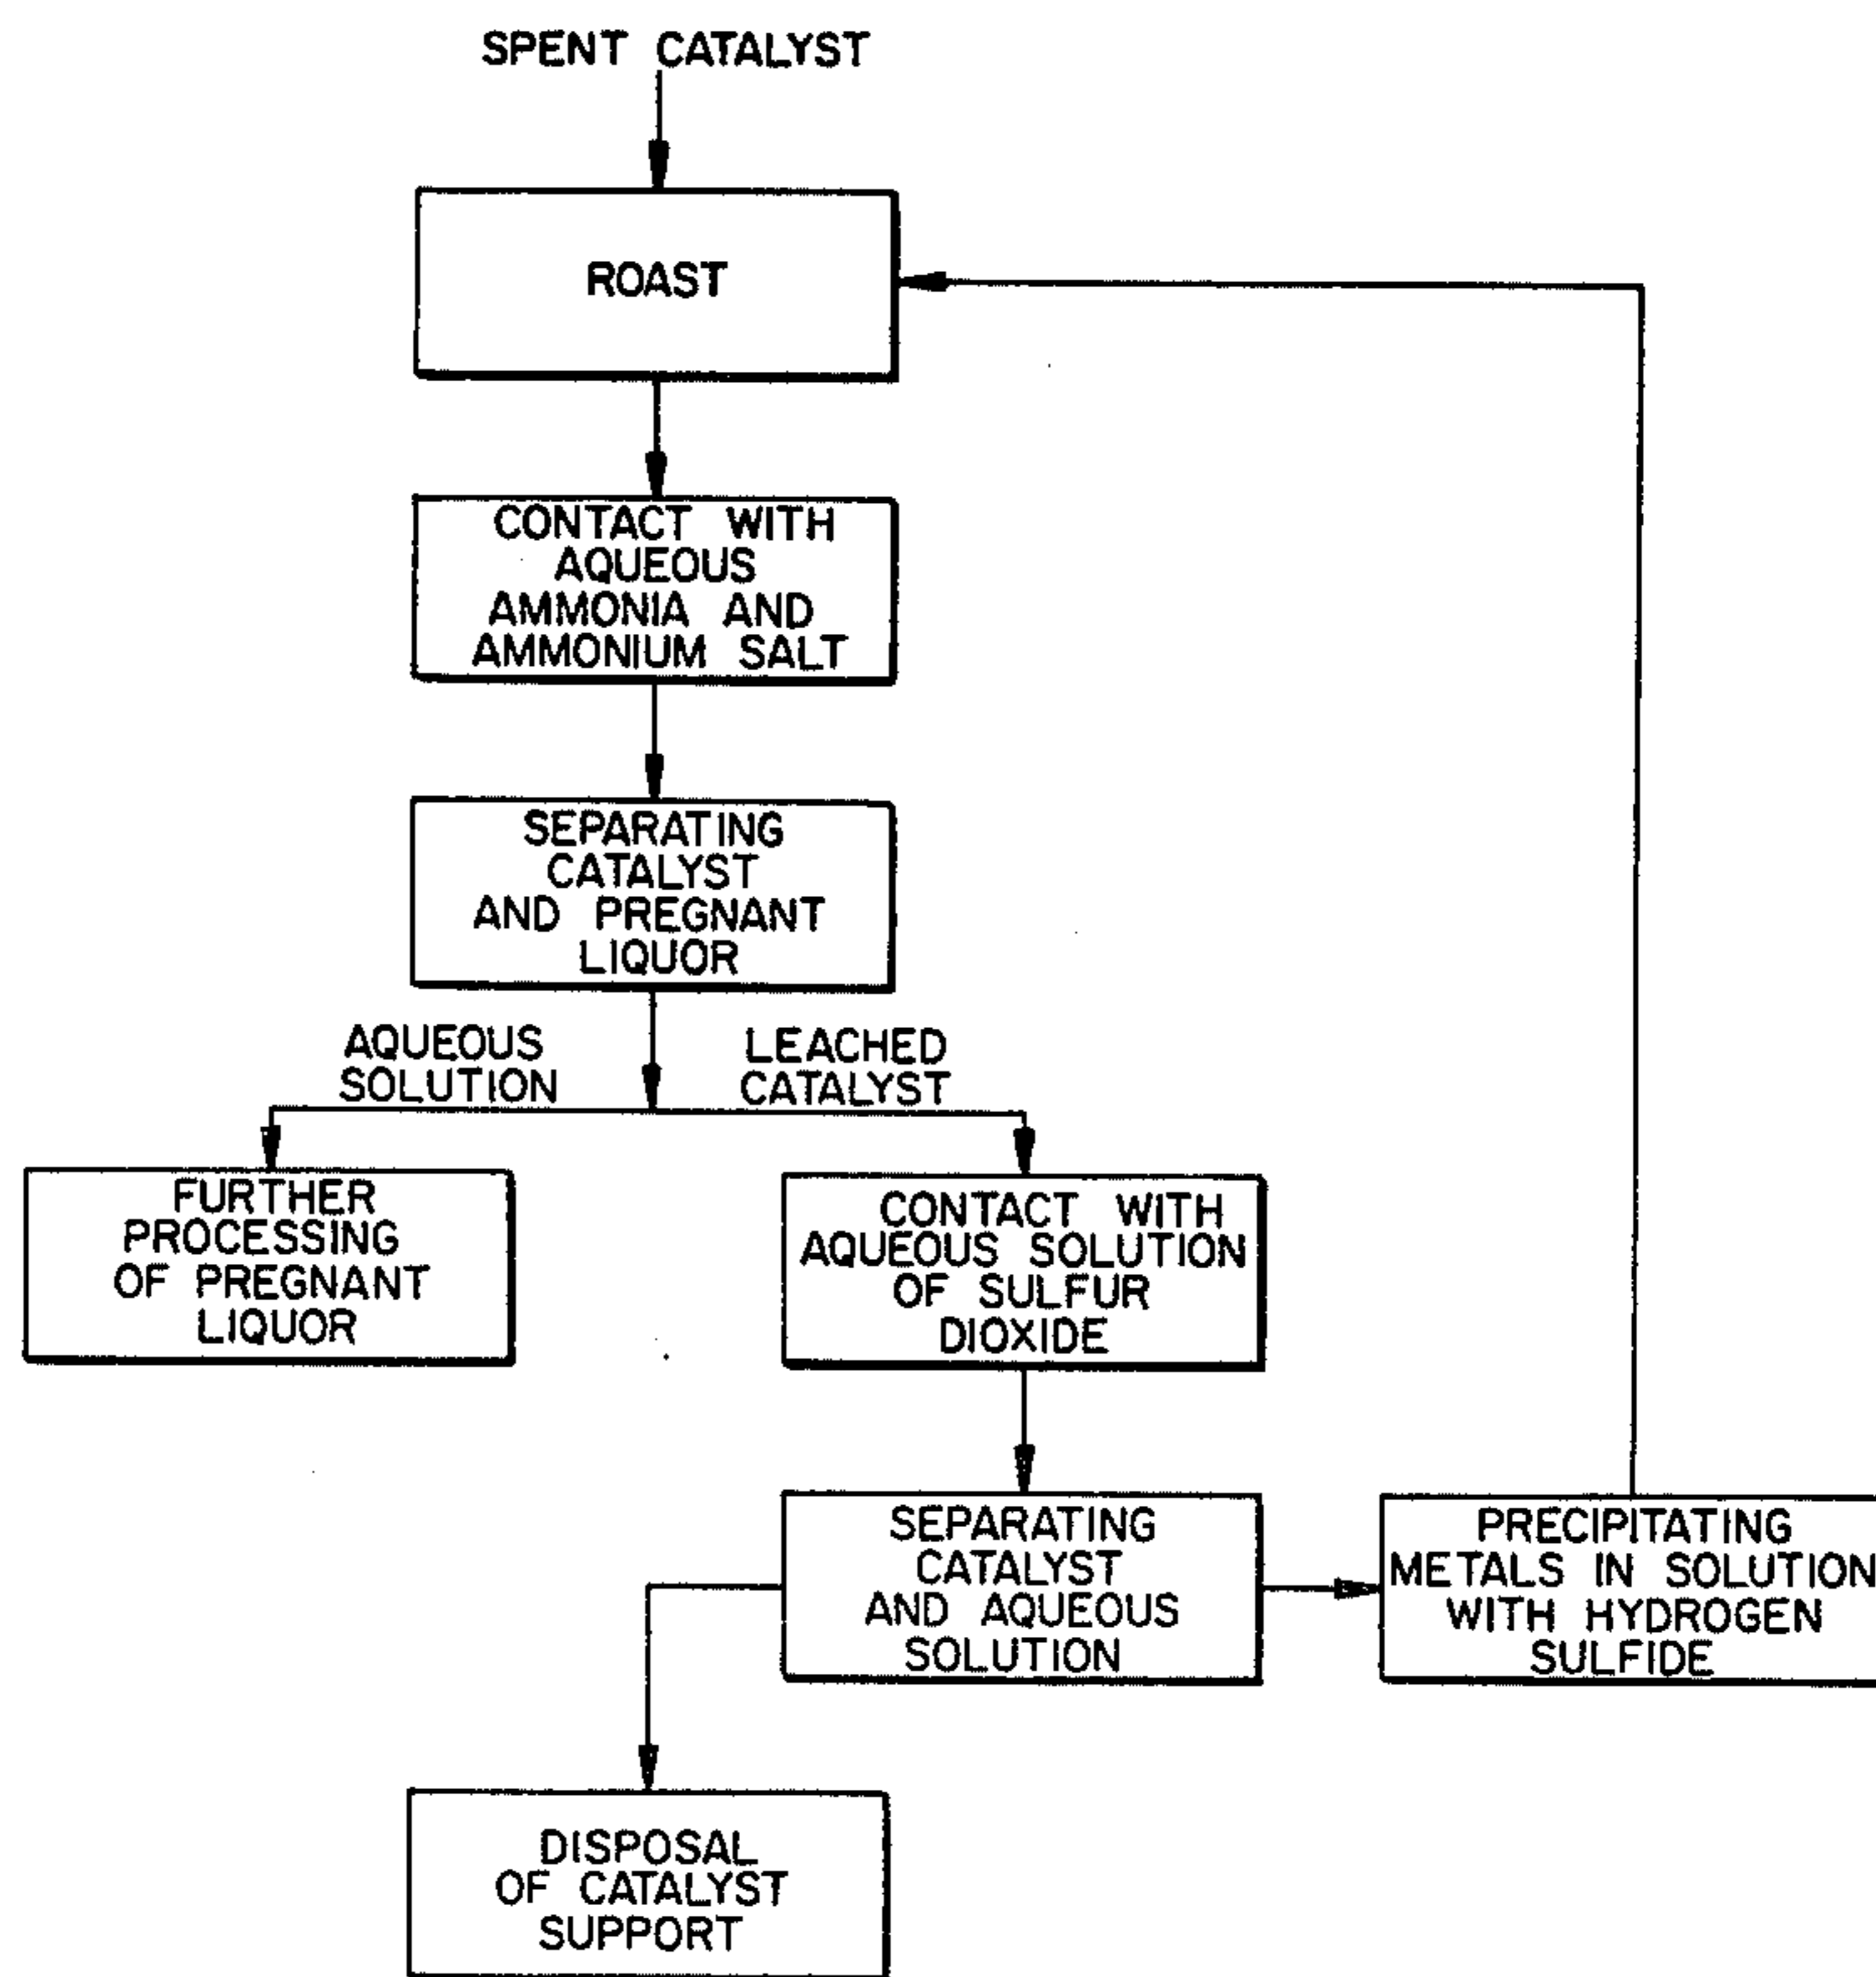 SPENT CATALYST
ROAST
CONTACT WITH
AQUEOUS
AMMONIA AND
AMMONIUM SALT
SEPARATING
CATALYST
AND PREGNANT
LIQUOR
AQUEOUS
SOLUTION
LEACHED
CATALYST
FURTHER
PROCESSING
OF PREGNANT
LIQUOR
CONTACT WITH
AQUEOUS SOLUTION
OF SULFUR
DIOXIDE
SEPARATING
CATALYST
AND AQUEOUS
SOLUTION
PRECIPITATING
METALS IN SOLUTION
WITH HYDROGEN
SULFIDE
DISPOSAL
OF CATALYST
SUPPORT